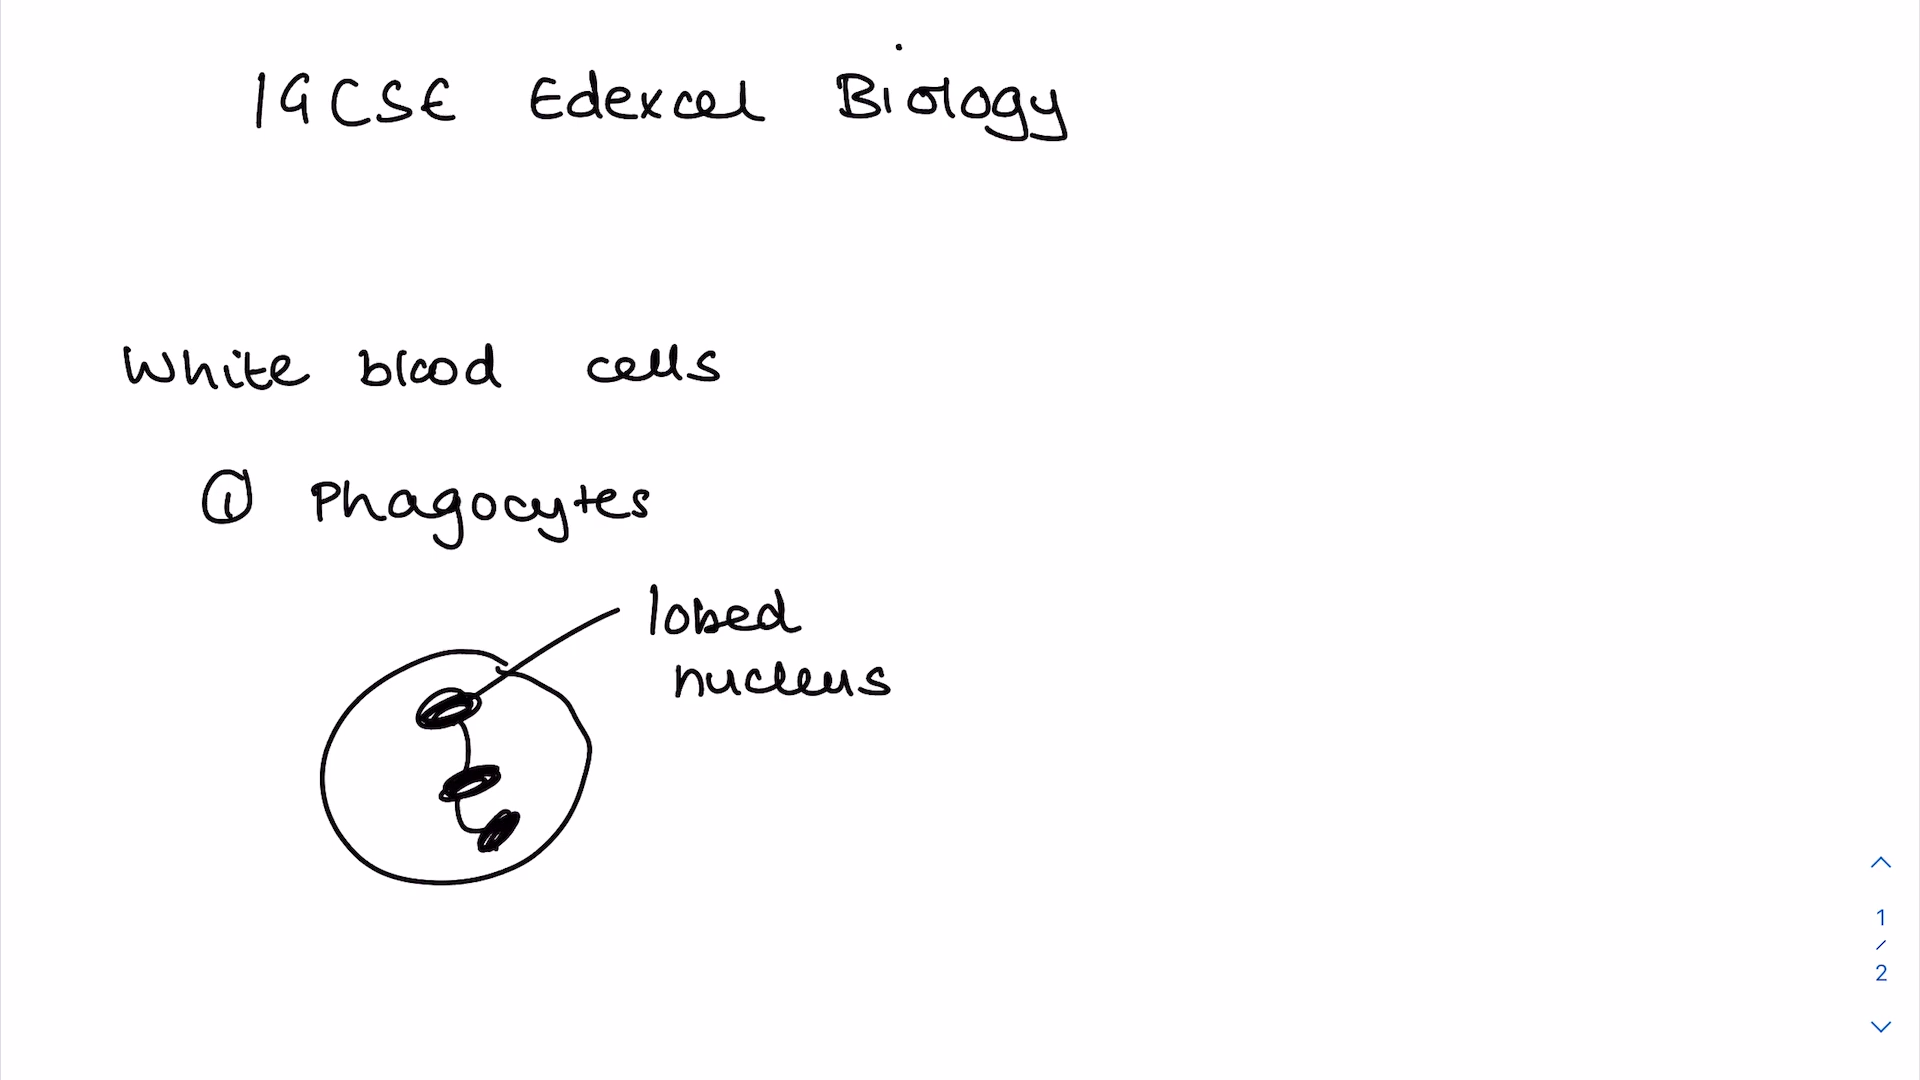 IGCSE Edexcel Biology
White blood cells
① Phagocytes
lobed
nucleus
1
/
2